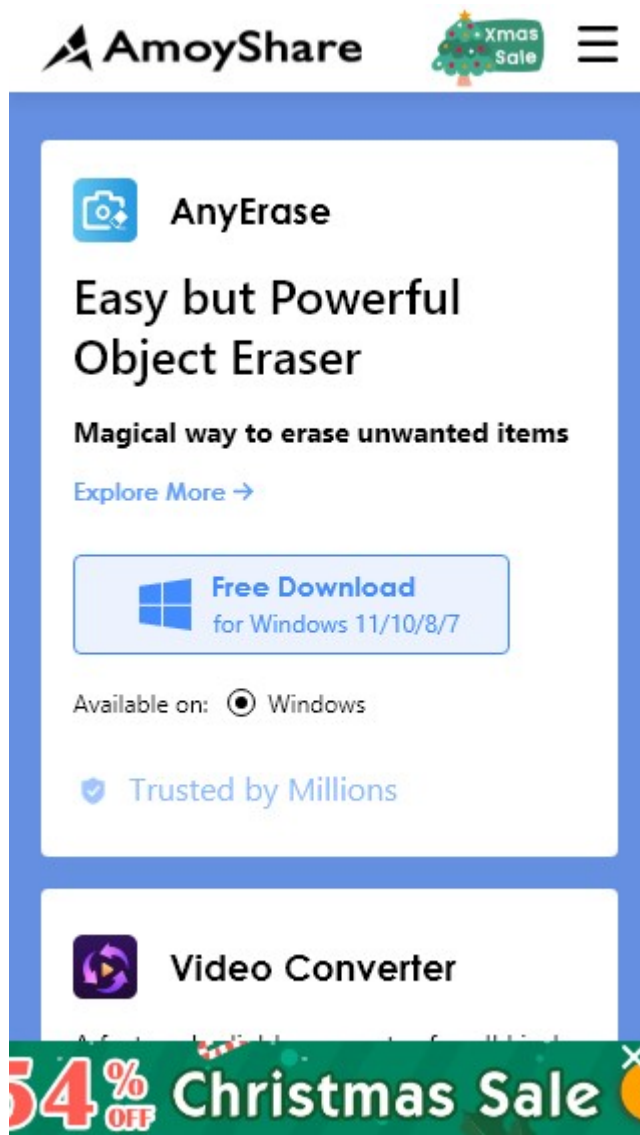 AmoyShare
Xmas
Sale
AnyErase
Easy but Powerful
Object Eraser
Magical way to erase unwanted items
Explore More →
Free Download
for Windows 11/10/8/7
Available on: Windows
Trusted by Millions
Video Converter
54% OFF Christmas Sale